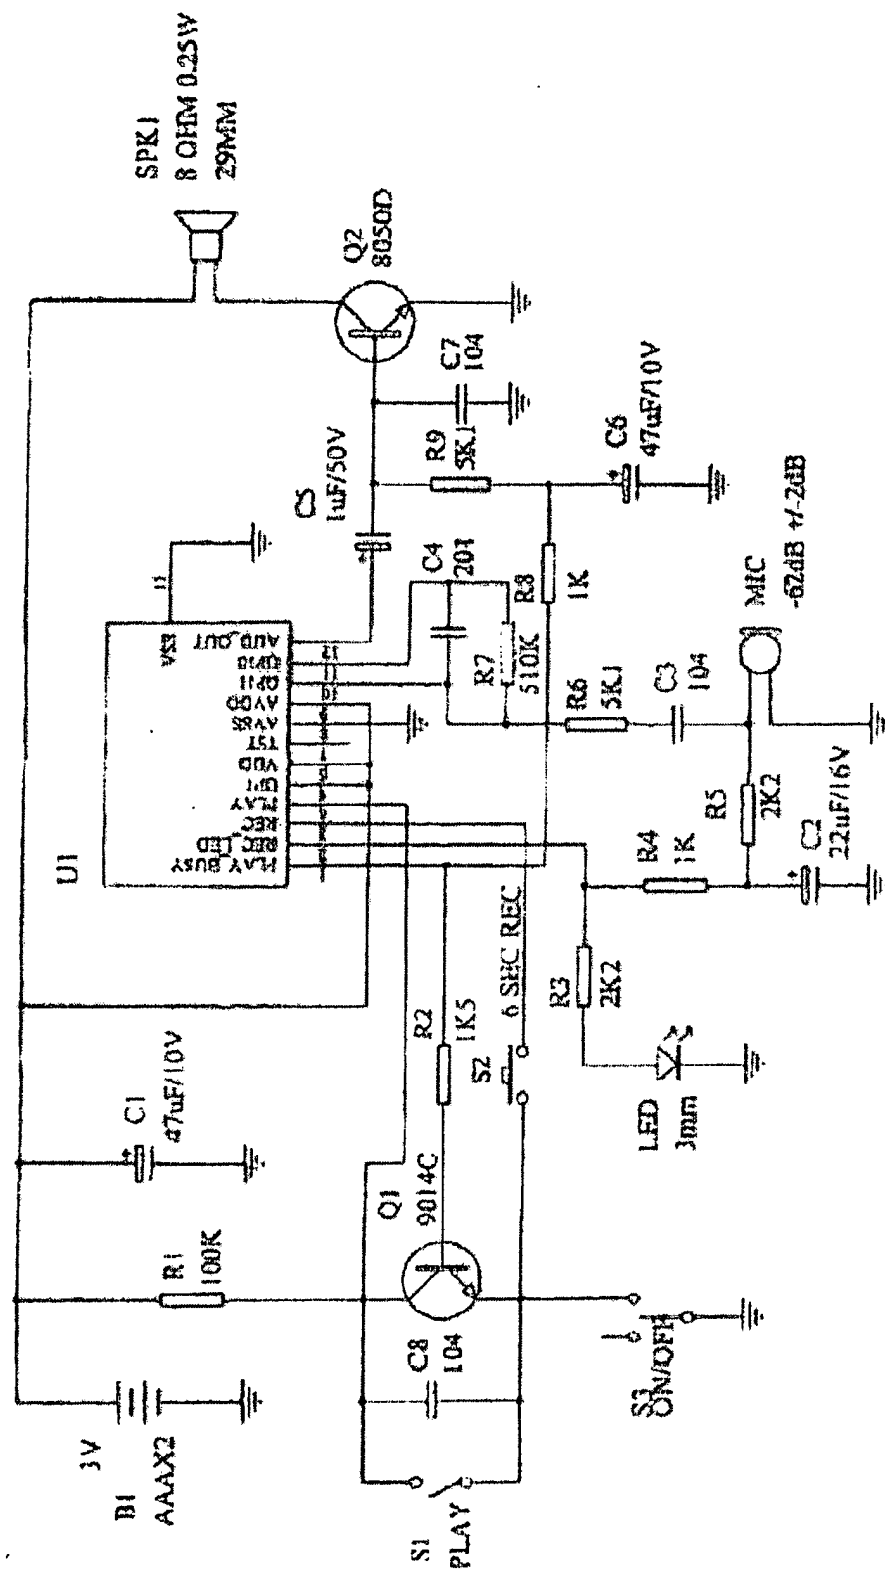 3V
B1
AAAX2
S1
PLAY
R1
100K
C1
47uF/10V
C8
104
Q1
9014C
R2
1K5
S2
6 SEC REC
S3
ON/OFF
LED
3mm
R3
2K2
R4
1K
C2
22uF/16V
R5
2K2
U1
PLAY_BUSY
REC_LED
REC
PLAY
OPT
VDD
TST
AVSS
AVDD
OP11
OP10
AUD_OUT
VSS
11
12
C5
1uF/50V
C4
201
R7
510K
R6
5K1
C3
104
MIC
-62dB +/-2dB
R8
1K
R9
5K1
C7
104
C6
47uF/10V
Q2
8050D
SPK1
8 OHM 0.25W
29MM